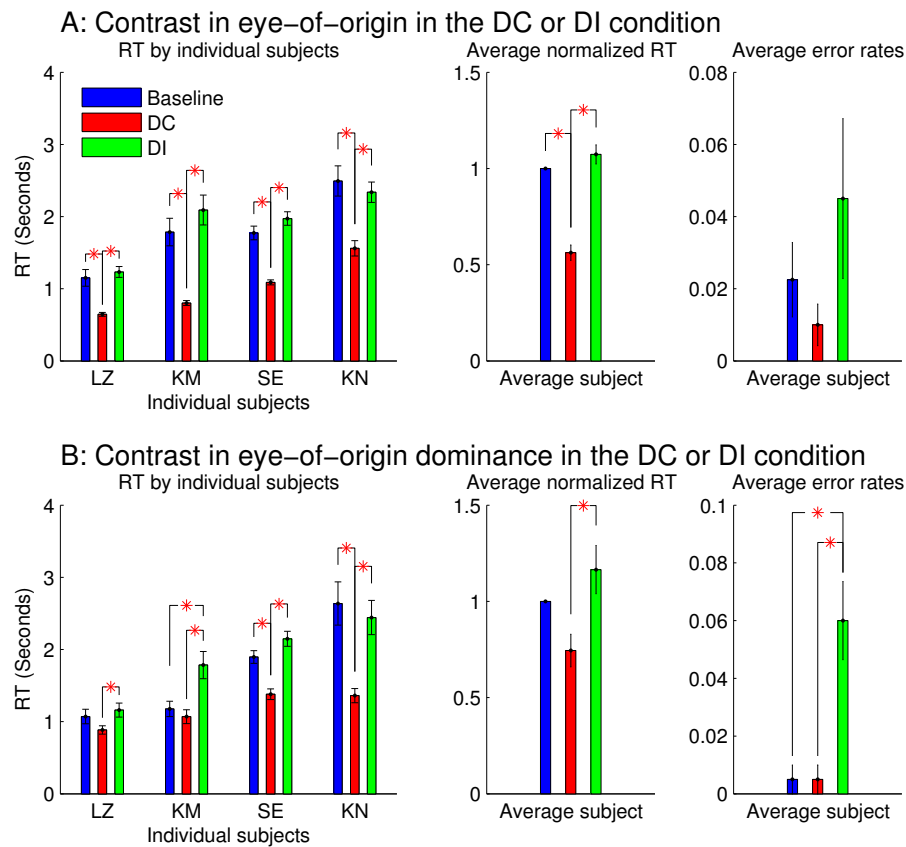 A: Contrast in eye−of−origin in the DC or DI condition
RT by individual subjects
4
3
2
1
0
RT (Seconds)
Baseline
DC
DI
LZ KM SE KN
Individual subjects
Average normalized RT
1.5
1
0.5
0
Average subject
Average error rates
0.08
0.06
0.04
0.02
0
Average subject
B: Contrast in eye−of−origin dominance in the DC or DI condition
RT by individual subjects
4
3
2
1
0
RT (Seconds)
LZ KM SE KN
Individual subjects
Average normalized RT
1.5
1
0.5
0
Average subject
Average error rates
0.1
0.08
0.06
0.04
0.02
0
Average subject